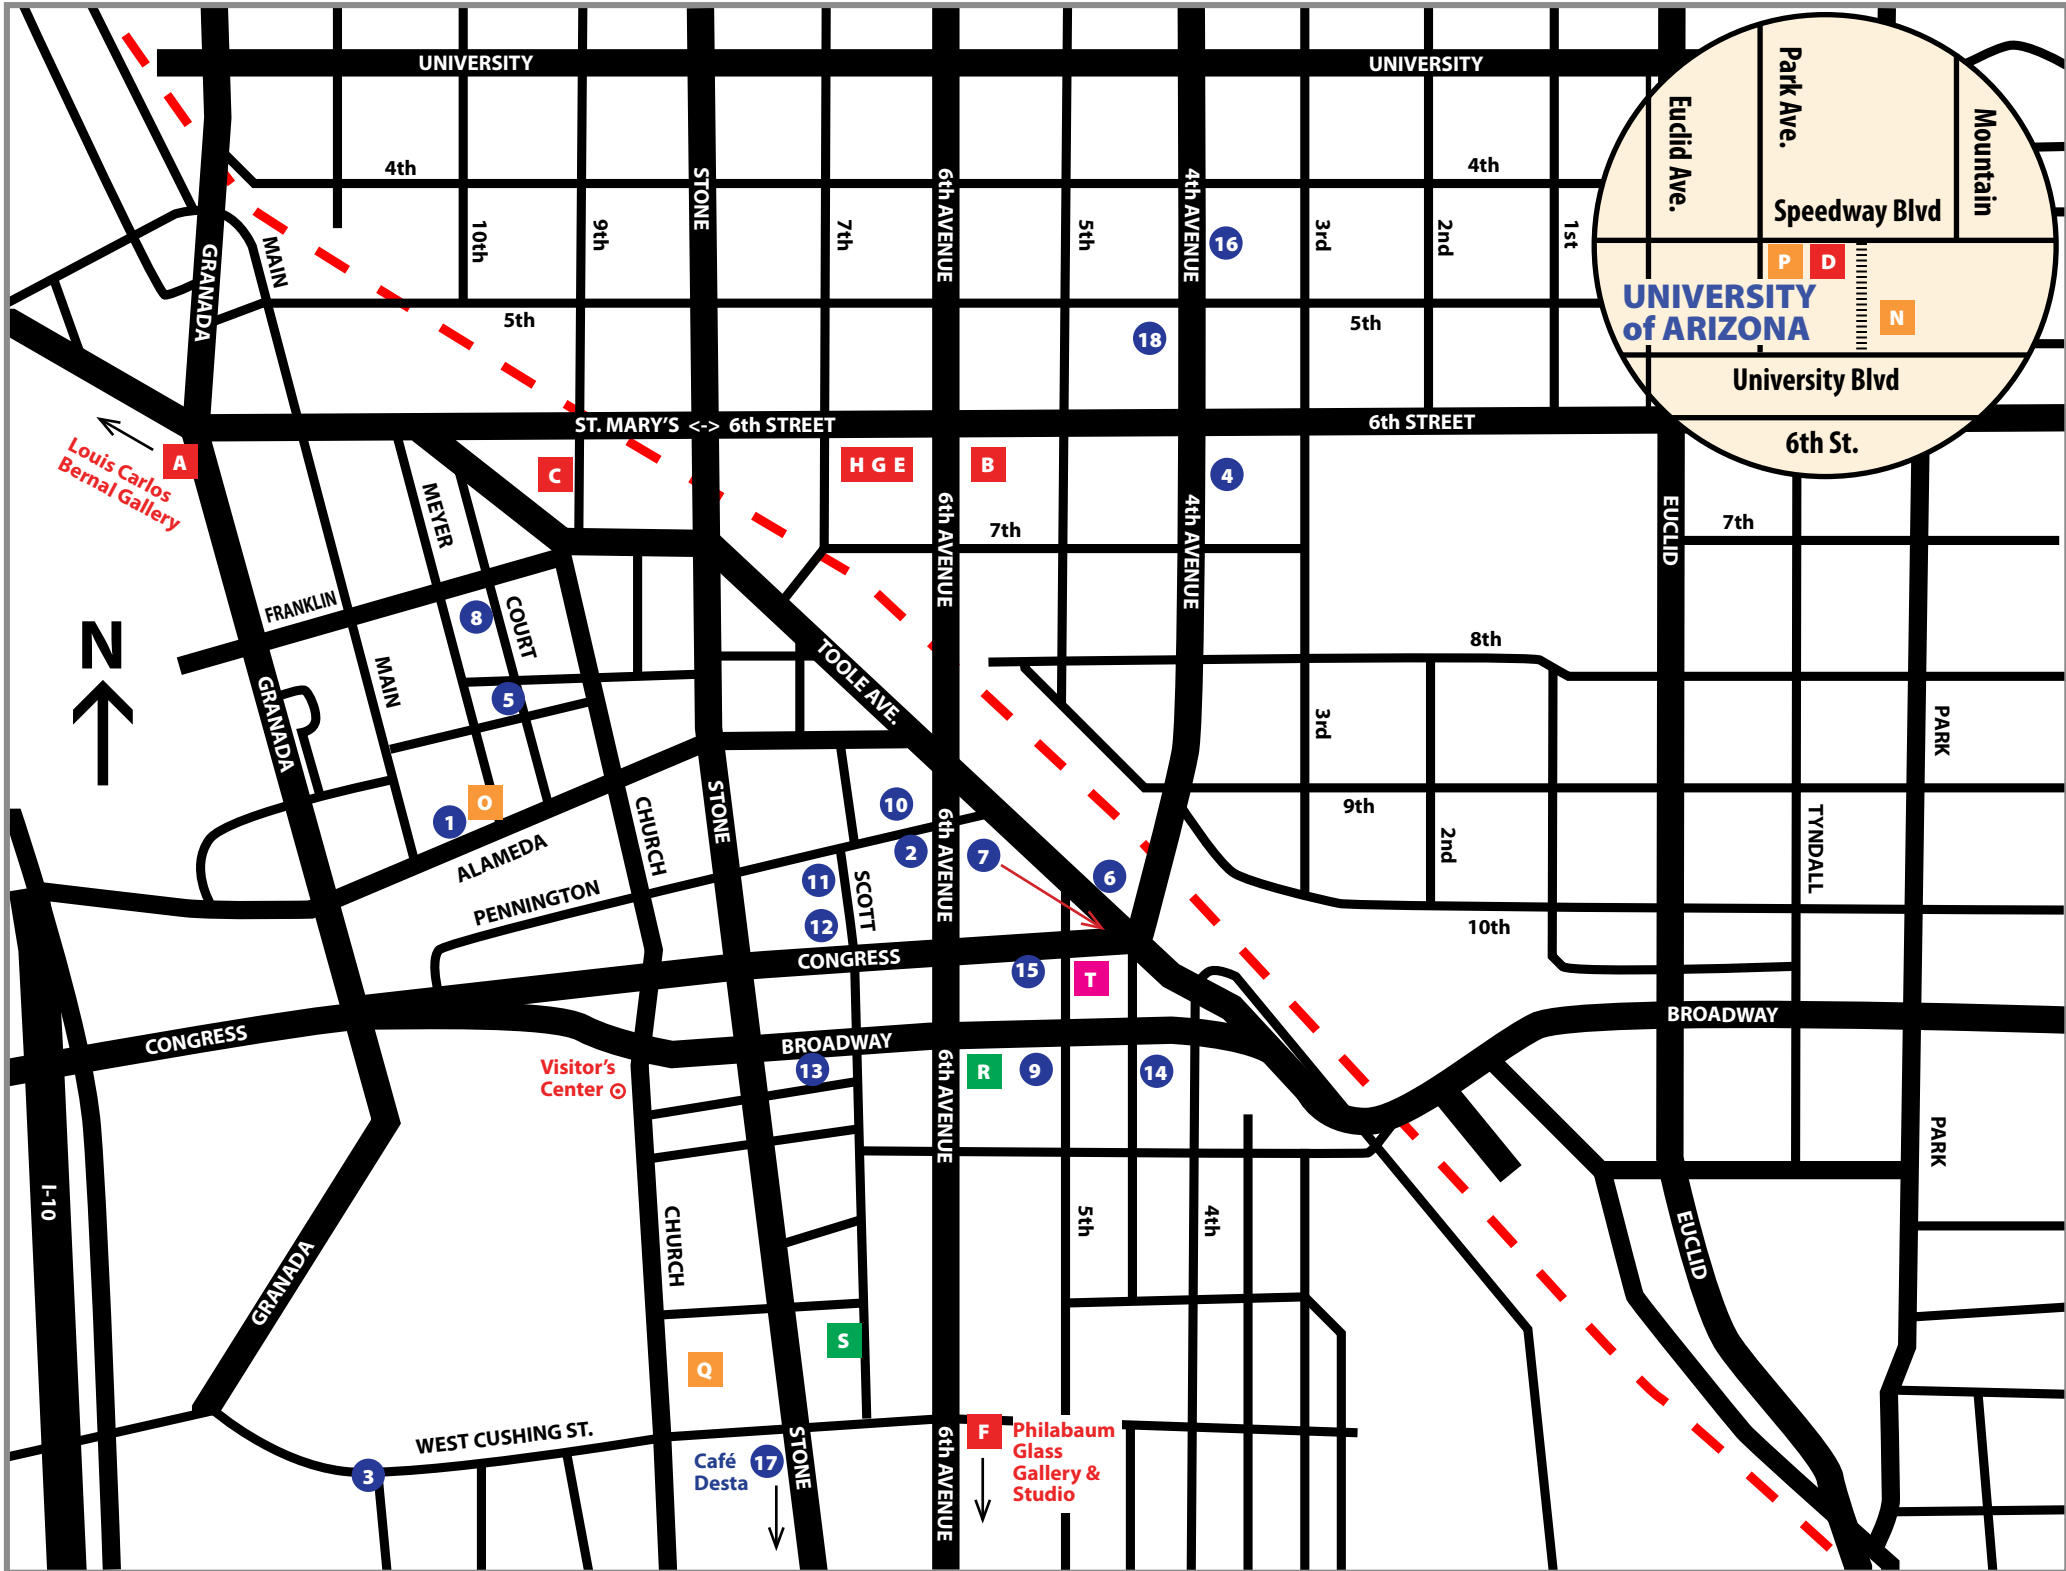 UNIVERSITY
UNIVERSITY
Park Ave.
Euclid Ave.
Mountain
4th
4th
STONE
6th AVENUE
4th AVENUE
Speedway Blvd
MAIN
GRANADA
10th
9th
7th
5th
16
3rd
2nd
1st
P D
UNIVERSITY
of ARIZONA
N
5th
5th
18
University Blvd
ST. MARY'S <-> 6th STREET
6th STREET
6th St.
A
Louis Carlos
Bernal Gallery
C
H G E
B
4
MEYER
6th AVENUE
4th AVENUE
7th
EUCLID
7th
FRANKLIN
8
COURT
N
TOOLE AVE.
8th
MAIN
GRANADA
5
3rd
PARK
STONE
CHURCH
1
O
10
6th AVENUE
9th
2nd
TYNDALL
ALAMEDA
2
7
6
11
SCOTT
PENNINGTON
12
10th
CONGRESS
15
T
BROADWAY
CONGRESS
BROADWAY
Visitor's
Center
13
6th AVENUE
R
9
14
PARK
I-10
CHURCH
5th
4th
EUCLID
GRANADA
S
Q
WEST CUSHING ST.
3
Café
Desta
17
STONE
6th AVENUE
F
Philabaum
Glass
Gallery &
Studio